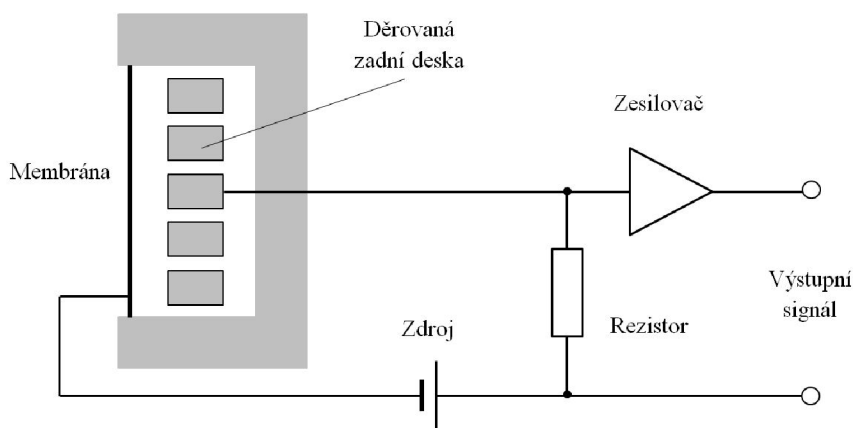 Děrovaná
zadní deska
Zesilovač
Membrána
Výstupní
signál
Zdroj
Rezistor